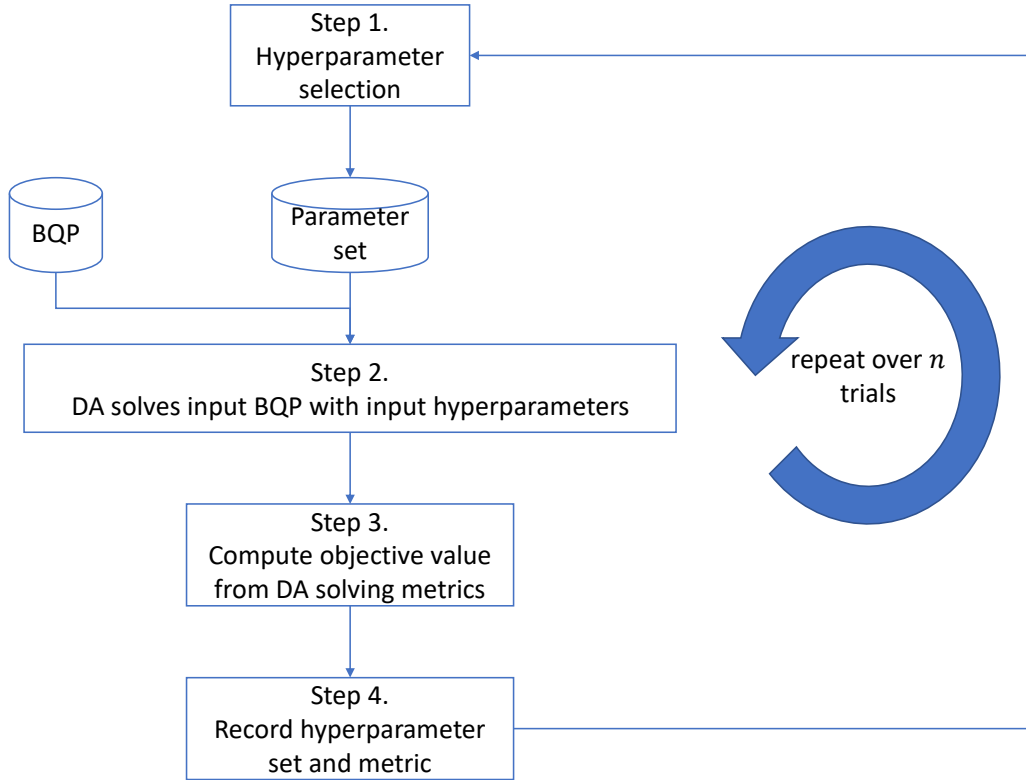 Step 1.
Hyperparameter
selection
BQP
Parameter
set
Step 2.
DA solves input BQP with input hyperparameters
repeat over n
trials
Step 3.
Compute objective value
from DA solving metrics
Step 4.
Record hyperparameter
set and metric